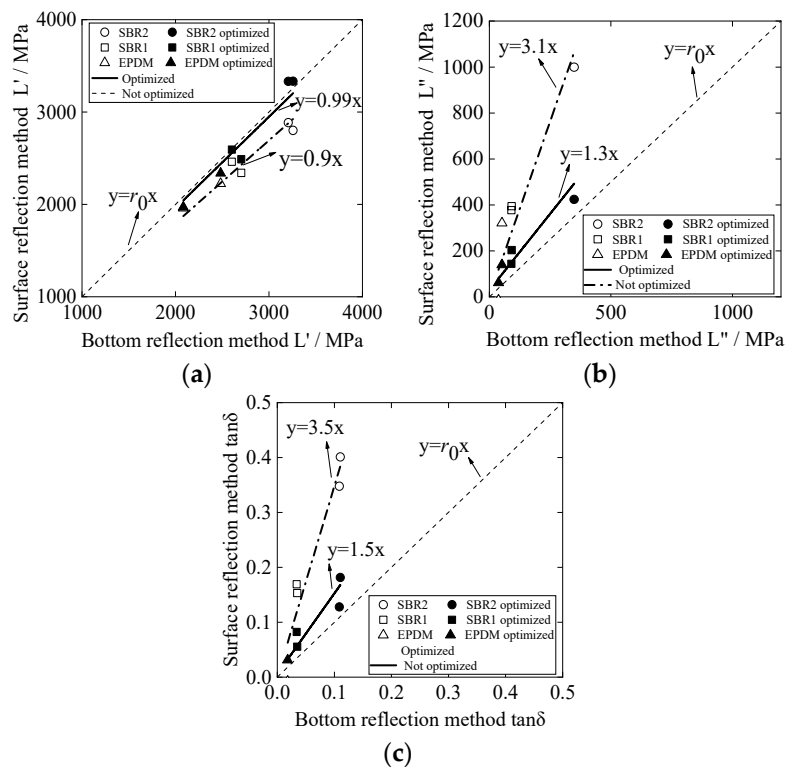 4000
3000
2000
1000
1000 2000 3000 4000
Surface reflection method L' / MPa
Bottom reflection method L' / MPa
SBR2 SBR2 optimized
SBR1 SBR1 optimized
EPDM EPDM optimized
Optimized
Not optimized
y=0.99x
y=0.9x
y=r0x
(a)
1200
1000
800
600
400
200
0
0 500 1000
Surface reflection method L" / MPa
Bottom reflection method L" / MPa
y=3.1x
y=r0x
y=1.3x
SBR2 SBR2 optimized
SBR1 SBR1 optimized
EPDM EPDM optimized
Optimized
Not optimized
(b)
0.5
0.4
0.3
0.2
0.1
0.0
0.0 0.1 0.2 0.3 0.4 0.5
Surface reflection method tanδ
Bottom reflection method tanδ
y=3.5x
y=r0x
y=1.5x
SBR2 SBR2 optimized
SBR1 SBR1 optimized
EPDM EPDM optimized
Optimized
Not optimized
(c)